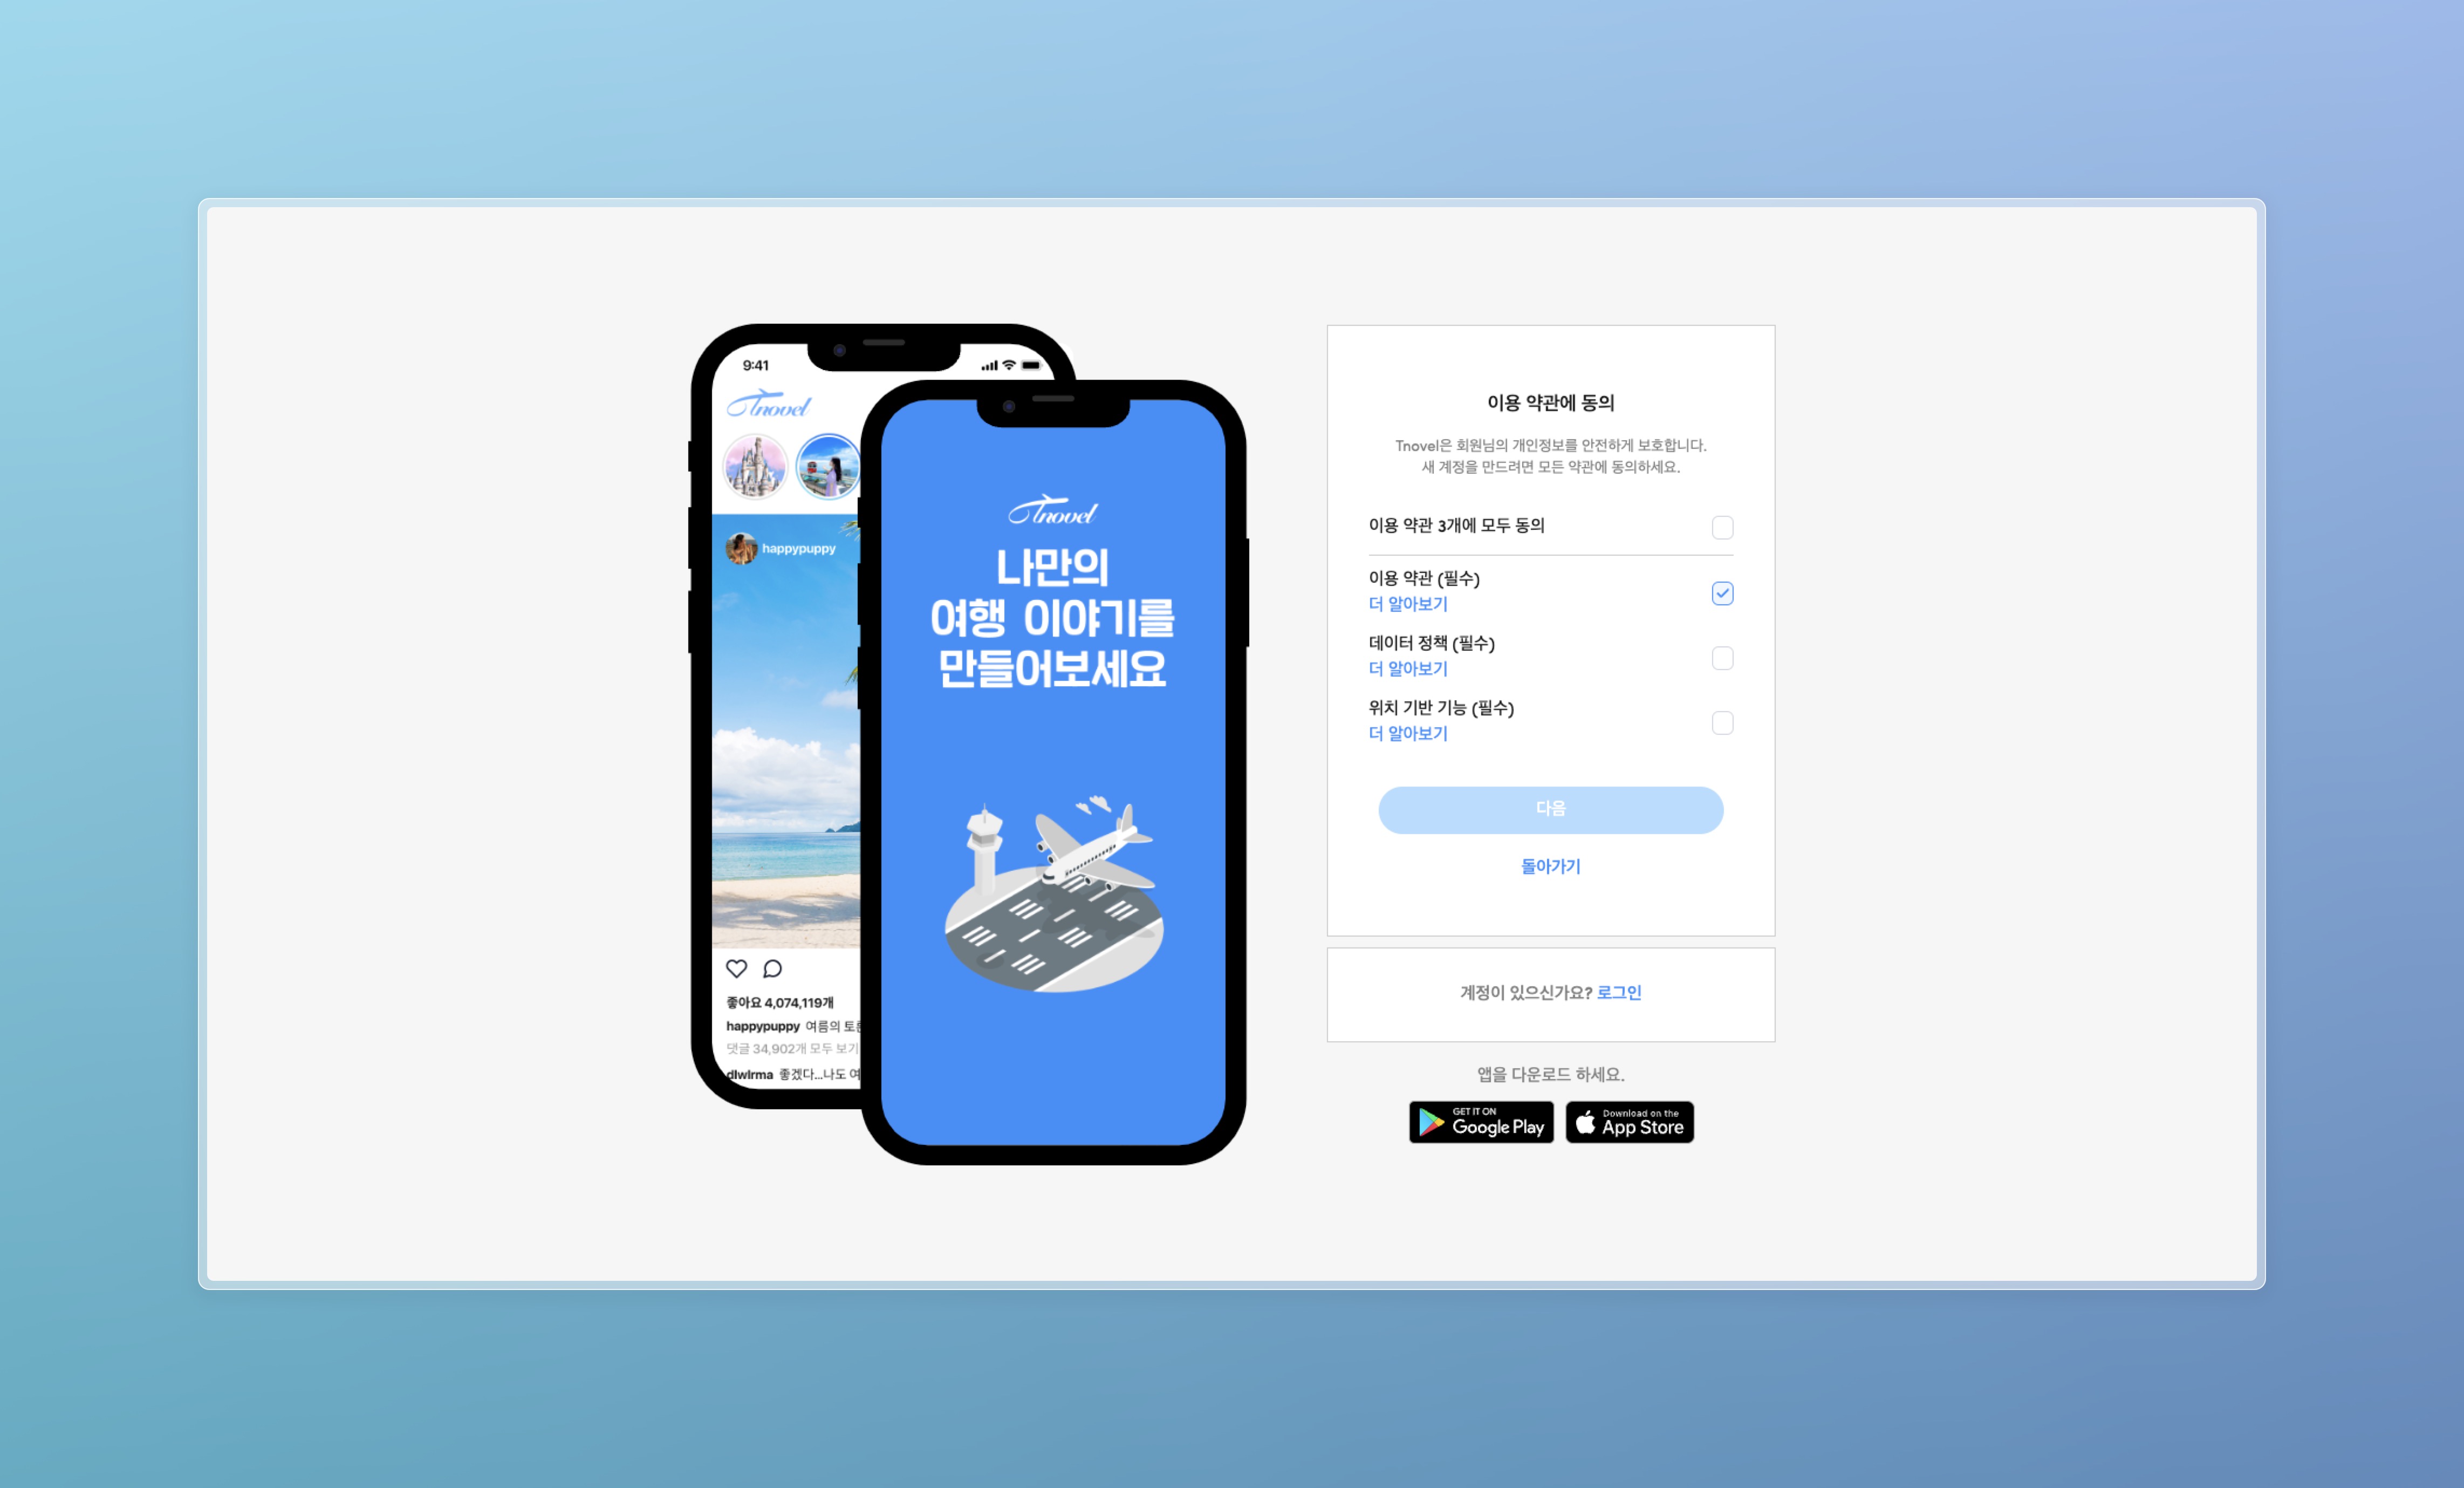 9:41
Tnovel
happypuppy
좋아요 4,074,119개
happypuppy 여름의
댓글 34,902개 모두 보기
dlwlrma 좋겠다...나도
Tnovel
나만의
여행 이야기를
만들어보세요
이용 약관에 동의
Tnovel은 회원님의 개인정보를 안전하게 보호합니다.
새 계정을 만드려면 모든 약관에 동의하세요.
이용 약관 3개에 모두 동의
이용 약관 (필수)
더 알아보기
데이터 정책 (필수)
더 알아보기
위치 기반 기능 (필수)
더 알아보기
다음
돌아가기
계정이 있으신가요? 로그인
앱을 다운로드 하세요.
GET IT ON
Google Play
Download on the
App Store